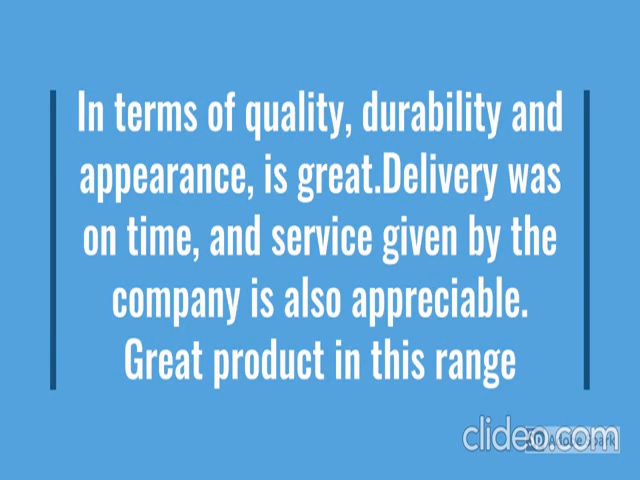 In terms of quality, durability and
appearance, is great.Delivery was
on time, and service given by the
company is also appreciable.
Great product in this range
clideo.com